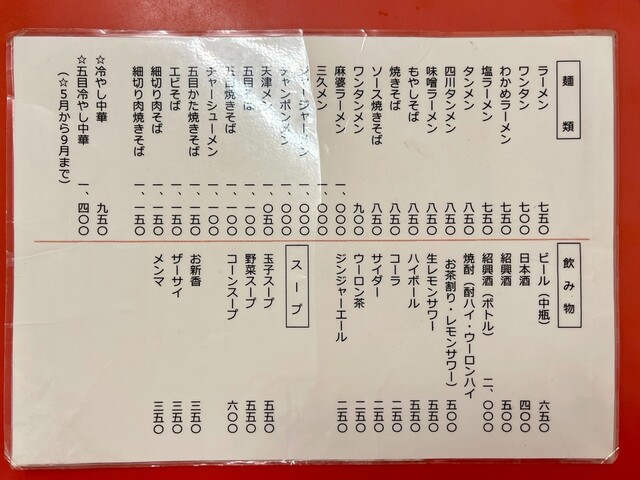 麺類
ラーメン 七五〇
ワンタン 七〇〇
わかめラーメン 七五〇
塩ラーメン 七五〇
タンメン 八五〇
四川タンメン 八五〇
味噌ラーメン 八五〇
もやしそば 八五〇
焼きそば 八五〇
ソース焼きそば 八五〇
ワンタンメン 九〇〇
麻婆ラーメン 一、〇〇〇
三久メン 一、〇〇〇
ジャージャーメン 一、〇〇〇
チャンポンメン 一、〇〇〇
天津メン 一、〇五〇
五目そば 一、一〇〇
五目焼きそば 一、一〇〇
チャーシューメン 一、一〇〇
五目かた焼きそば 一、一五〇
エビそば 一、一五〇
細切り肉そば 一、一五〇
細切り肉焼きそば 一、一五〇
☆冷やし中華 九五〇
☆五目冷やし中華 一、四〇〇
(☆5月から9月まで)
飲み物
ビール(中瓶) 六五〇
日本酒 四〇〇
紹興酒 五〇〇
紹興酒(ボトル) 二、〇〇〇
焼酎(酎ハイ・ウーロンハイ
お茶割り・レモンサワー) 五〇〇
生レモンサワー 五五〇
ハイボール 五五〇
コーラ 二五〇
サイダー 二五〇
ウーロン茶 二五〇
ジンジャーエール 二五〇
スープ
玉子スープ 五五〇
野菜スープ 五五〇
コーンスープ 六〇〇
お新香 三五〇
ザーサイ 三五〇
メンマ 三五〇